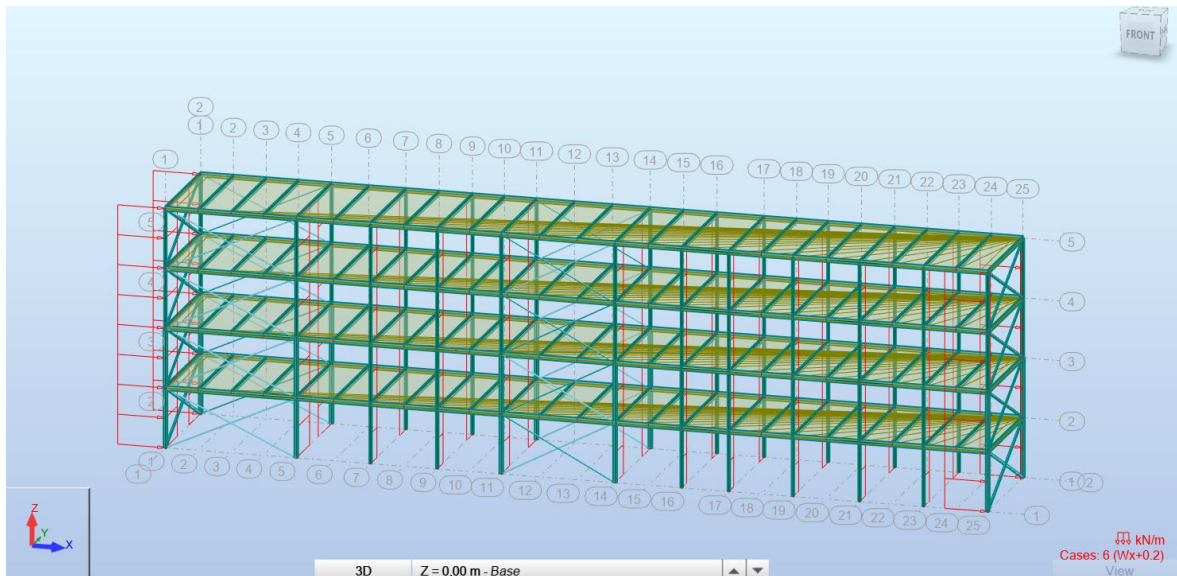 FRONT
2
1 1 2 3 4 5 6 7 8 9 10 11 12 13 14 15 16 17 18 19 20 21 22 23 24 25
5 5
4 4
3 3
2 2
1 1 2
1 2 3 4 5 6 7 8 9 10 11 12 13 14 15 16 17 18 19 20 21 22 23 24 25 1
1
Z
Y
X
kN/m
Cases: 6 (Wx+0.2)
3D Z = 0,00 m - Base View